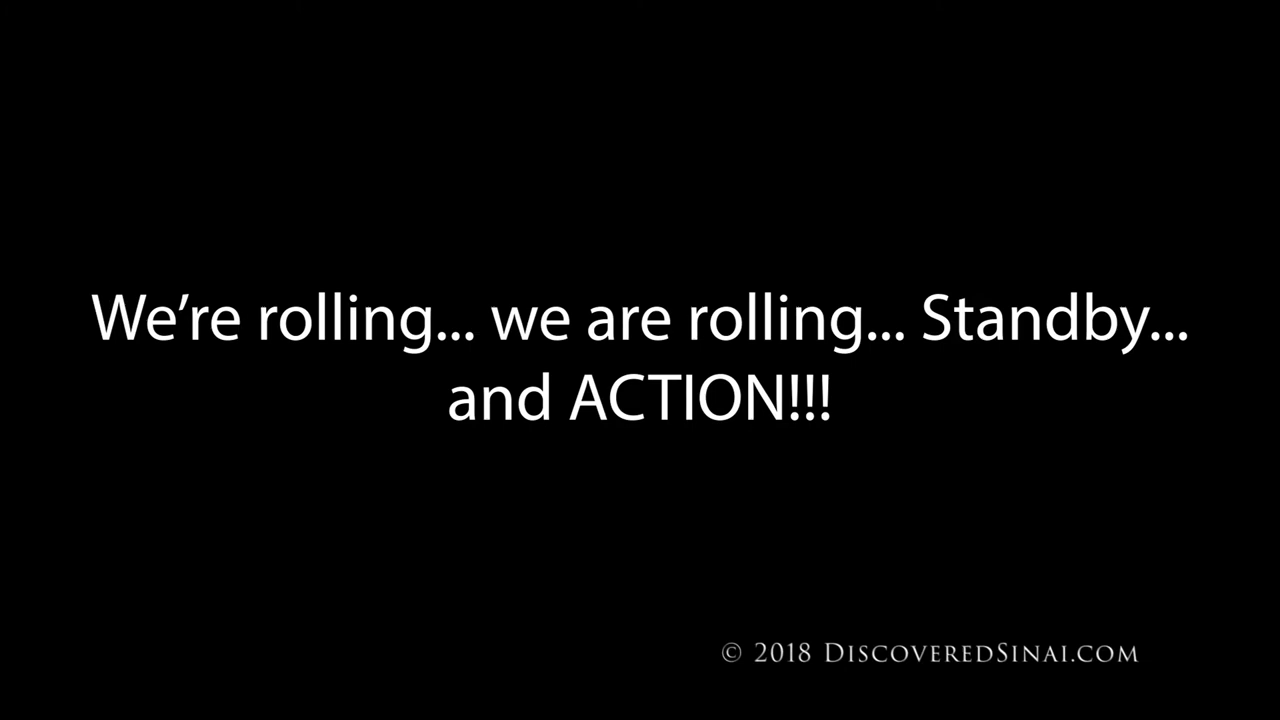 We’re rolling... we are rolling... Standby...
and ACTION!!!
© 2018 DiscoveredSinai.com